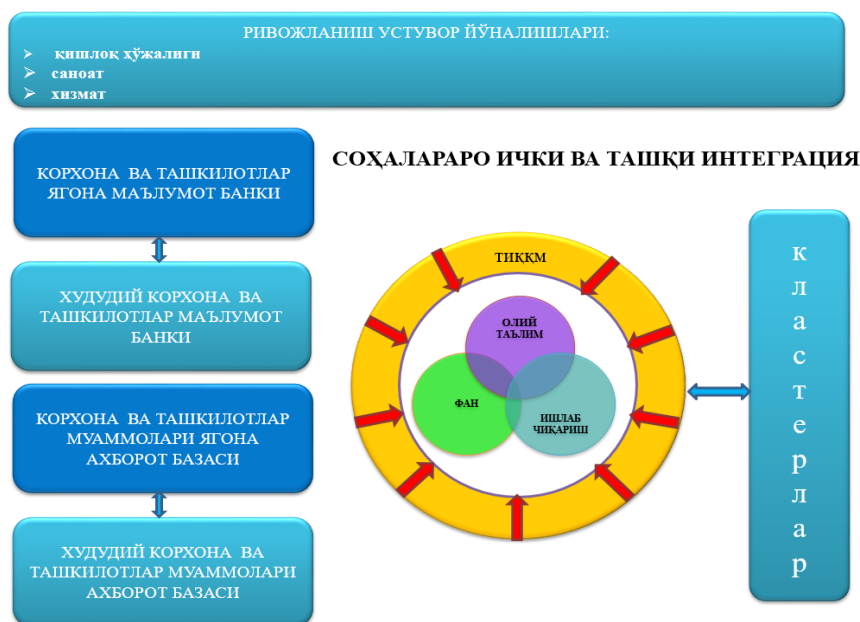 РИВОЖЛАНИШ УСТУВОР ЙЎНАЛИШЛАРИ:
қишлоқ хўжалиги
саноат
хизмат
КОРХОНА ВА ТАШКИЛОТЛАР
ЯГОНА МАЪЛУМОТ БАНКИ
ХУДУДИЙ КОРХОНА ВА
ТАШКИЛОТЛАР МАЪЛУМОТ
БАНКИ
КОРХОНА ВА ТАШКИЛОТЛАР
МУАММОЛАРИ ЯГОНА
АХБОРОТ БАЗАСИ
ХУДУДИЙ КОРХОНА ВА
ТАШКИЛОТЛАР МУАММОЛАРИ
АХБОРОТ БАЗАСИ
СОҲАЛАРАРО ИЧКИ ВА ТАШҚИ ИНТЕГРАЦИЯ
ТИҚҚМ
ОЛИЙ
ТАЪЛИМ
ФАН
ИШЛАБ
ЧИҚАРИШ
к
л
а
с
т
е
р
л
а
р